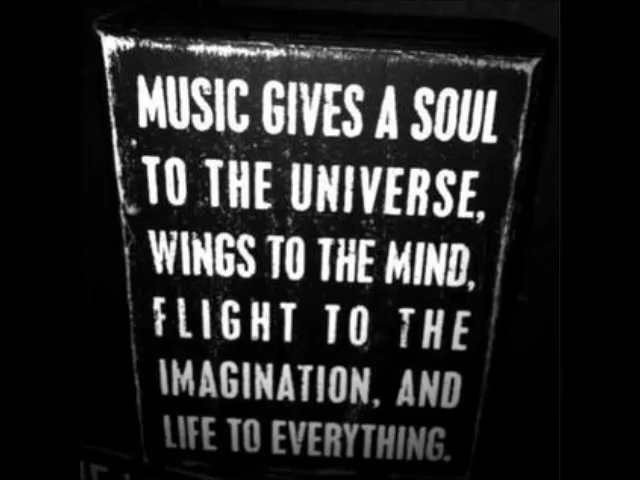 MUSIC GIVES A SOUL
TO THE UNIVERSE,
WINGS TO THE MIND,
FLIGHT TO THE
IMAGINATION, AND
LIFE TO EVERYTHING.